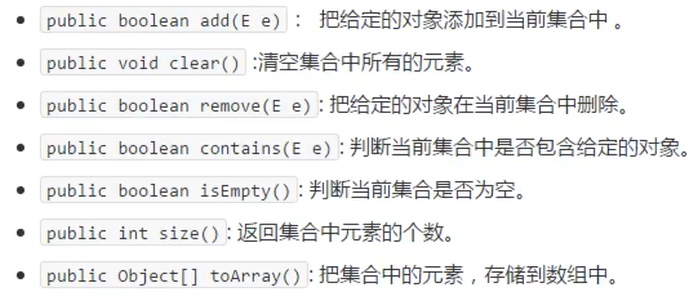 public boolean add(E e) ： 把给定的对象添加到当前集合中 。
public void clear() :清空集合中所有的元素。
public boolean remove(E e): 把给定的对象在当前集合中删除。
public boolean contains(E e): 判断当前集合中是否包含给定的对象。
public boolean isEmpty(): 判断当前集合是否为空。
public int size(): 返回集合中元素的个数。
public Object[] toArray(): 把集合中的元素，存储到数组中。